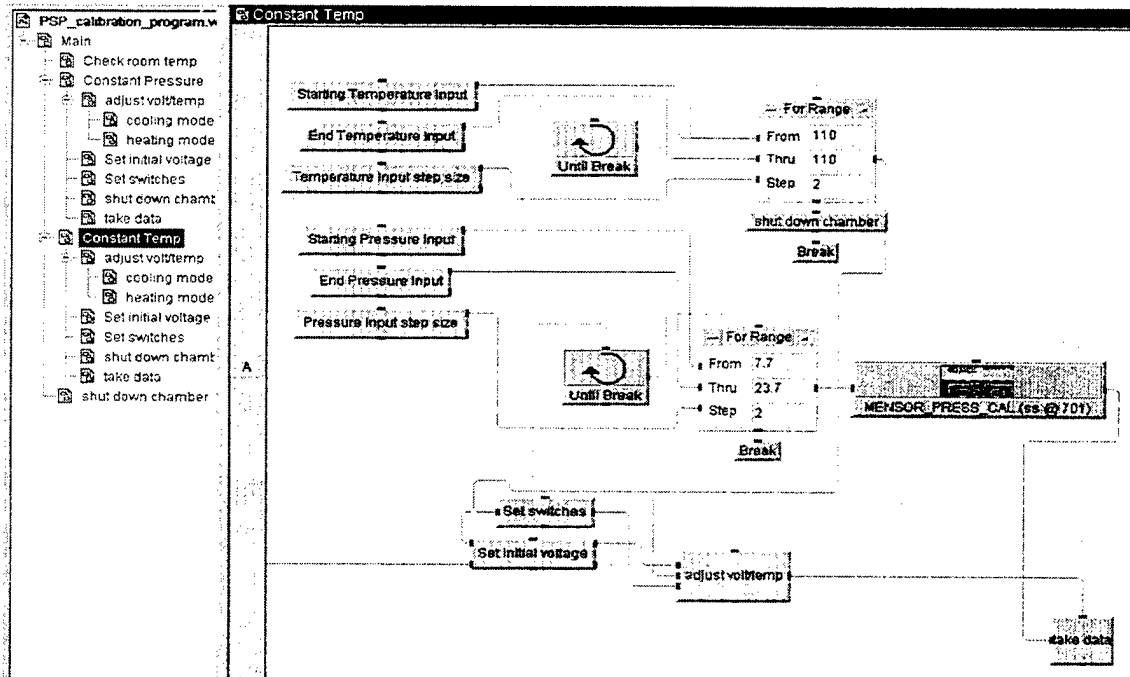 PSP_calibration_program.v
Main
Check room temp
Constant Pressure
adjust volt/temp
cooling mode
heating mode
Set initial voltage
Set switches
shut down chamb
take data
Constant Temp
adjust volt/temp
cooling mode
heating mode
Set initial voltage
Set switches
shut down chamb
take data
shut down chamber
Constant Temp
A
Starting Temperature Input
End Temperature Input
Temperature Input step size
Until Break
For Range
From 110
Thru 110
Step 2
shut down chamber
Break
Starting Pressure Input
End Pressure Input
Pressure Input step size
Until Break
For Range
From 7.7
Thru 23.7
Step 2
Break
MENSOR_PRESS_CAL (ss @ 701)
Set switches
Set initial voltage
adjust volt/temp
take data